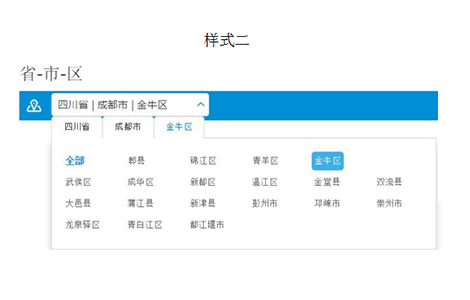 样式二
省-市-区
四川省 | 成都市 | 金牛区
四川省 成都市 金牛区
全部 郫县 锦江区 青羊区 金牛区
武侯区 成华区 新都区 温江区 金堂县 双流县
大邑县 蒲江县 新津县 彭州市 邛崃市 崇州市
龙泉驿区 青白江区 都江堰市